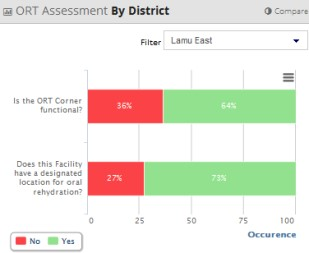 ORT Assessment By District
Compare
Filter Lamu East
Is the ORT Corner
functional?
36% 64%
Does this Facility
have a designated
location for oral
rehydration?
27% 73%
0 25 50 75 100
Occurence
No Yes